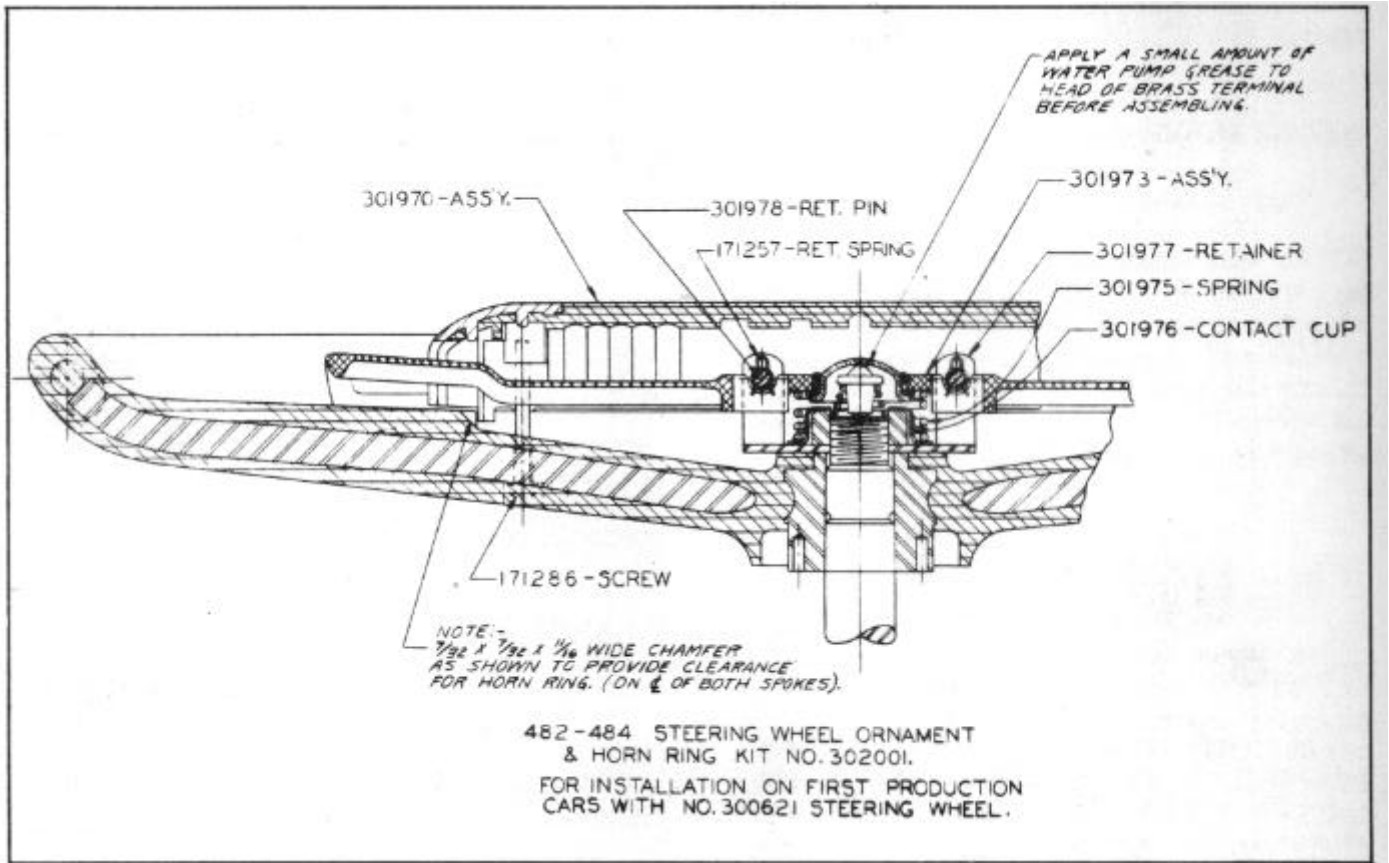 APPLY A SMALL AMOUNT OF
WATER PUMP GREASE TO
HEAD OF BRASS TERMINAL
BEFORE ASSEMBLING.
301973-ASS'Y.
301970-ASS'Y.
301978-RET. PIN
171257-RET. SPRING
301977-RETAINER
301975-SPRING
301976-CONTACT CUP
171286-SCREW
NOTE:-
7/32 X 7/32 X 11/16 WIDE CHAMFER
AS SHOWN TO PROVIDE CLEARANCE
FOR HORN RING. (ON ℄ OF BOTH SPOKES).
482-484 STEERING WHEEL ORNAMENT
& HORN RING KIT NO. 302001.
FOR INSTALLATION ON FIRST PRODUCTION
CARS WITH NO. 300621 STEERING WHEEL.